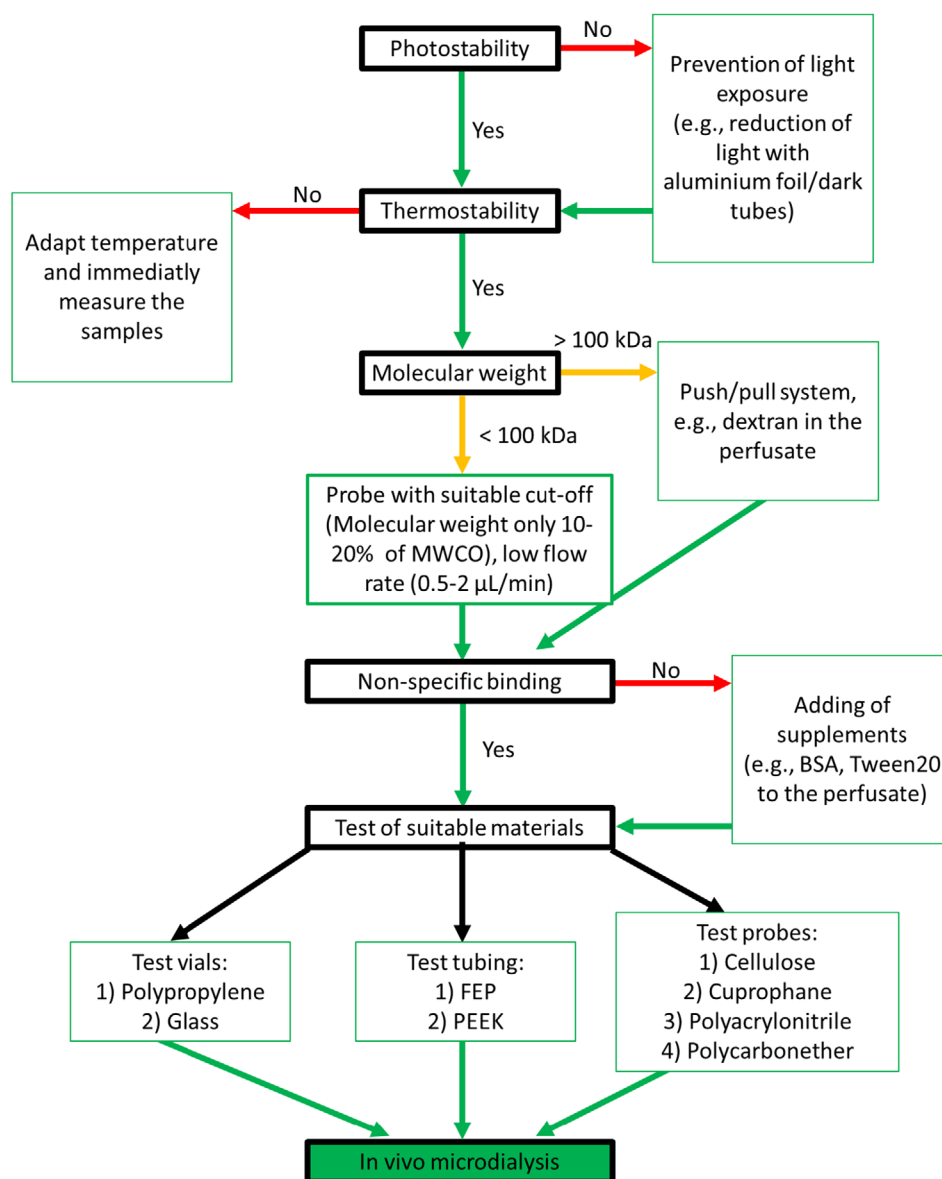 No
Photostability
Prevention of light
exposure
(e.g., reduction of
light with
aluminium foil/dark
tubes)
Yes
No
Thermostability
Adapt temperature
and immediatly
measure the
samples
Yes
> 100 kDa
Molecular weight
Push/pull system,
e.g., dextran in the
perfusate
< 100 kDa
Probe with suitable cut-off
(Molecular weight only 10-
20% of MWCO), low flow
rate (0.5-2 µL/min)
No
Non-specific binding
Adding of
supplements
(e.g., BSA, Tween20
to the perfusate)
Yes
Test of suitable materials
Test vials:
1) Polypropylene
2) Glass
Test tubing:
1) FEP
2) PEEK
Test probes:
1) Cellulose
2) Cuprophane
3) Polyacrylonitrile
4) Polycarbonether
In vivo microdialysis